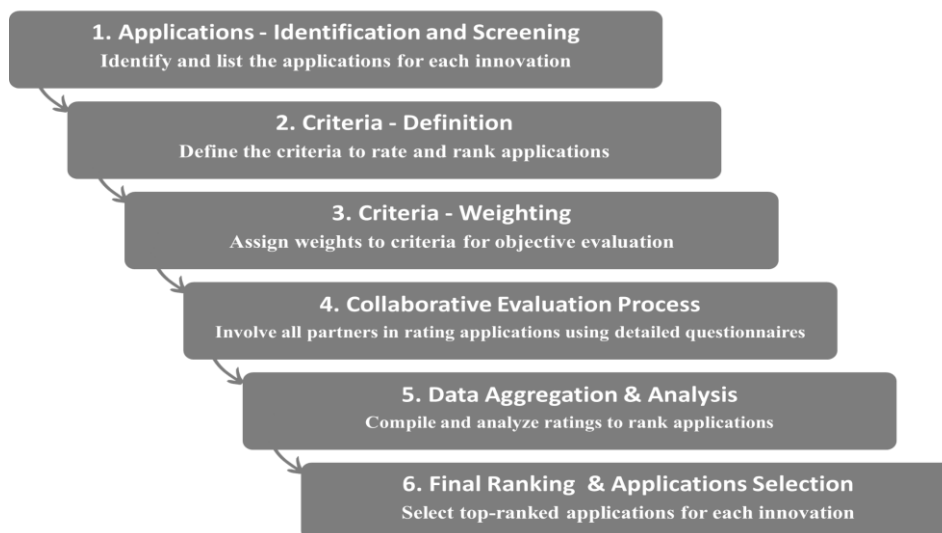 1. Applications - Identification and Screening
Identify and list the applications for each innovation
2. Criteria - Definition
Define the criteria to rate and rank applications
3. Criteria - Weighting
Assign weights to criteria for objective evaluation
4. Collaborative Evaluation Process
Involve all partners in rating applications using detailed questionnaires
5. Data Aggregation & Analysis
Compile and analyze ratings to rank applications
6. Final Ranking & Applications Selection
Select top-ranked applications for each innovation